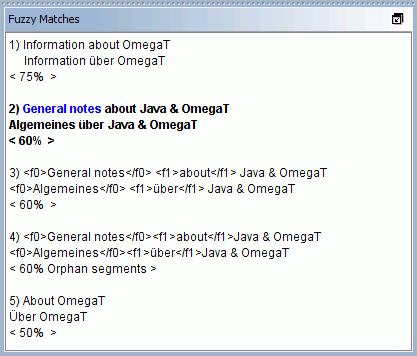 Fuzzy Matches
1) Information about OmegaT
Information über OmegaT
< 75%  >
2) General notes about Java & OmegaT
Algemeines über Java & OmegaT
< 60%  >
3) <f0>General notes</f0> <f1>about</f1> Java & OmegaT
<f0>Algemeines</f0> <f1>über</f1> Java & OmegaT
< 60%  >
4) <f0>General notes</f0><f1>about</f1>Java & OmegaT
<f0>Algemeines</f0><f1>über</f1>Java & OmegaT
< 60% Orphan segments >
5) About OmegaT
Über OmegaT
< 50%  >